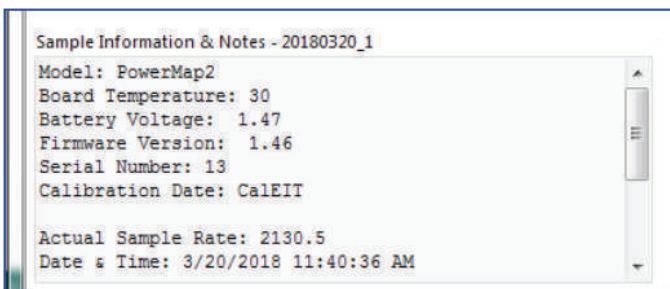 Sample Information & Notes - 20180320_1
Model: PowerMap2
Board Temperature: 30
Battery Voltage:  1.47
Firmware Version:  1.46
Serial Number: 13
Calibration Date: CalEIT
Actual Sample Rate: 2130.5
Date & Time: 3/20/2018 11:40:36 AM